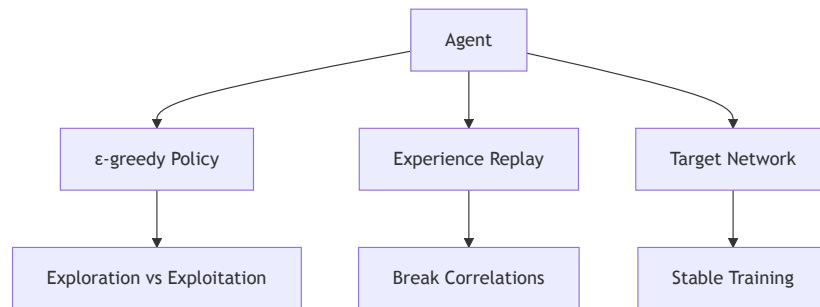 Agent
ε-greedy Policy
Experience Replay
Target Network
Exploration vs Exploitation
Break Correlations
Stable Training